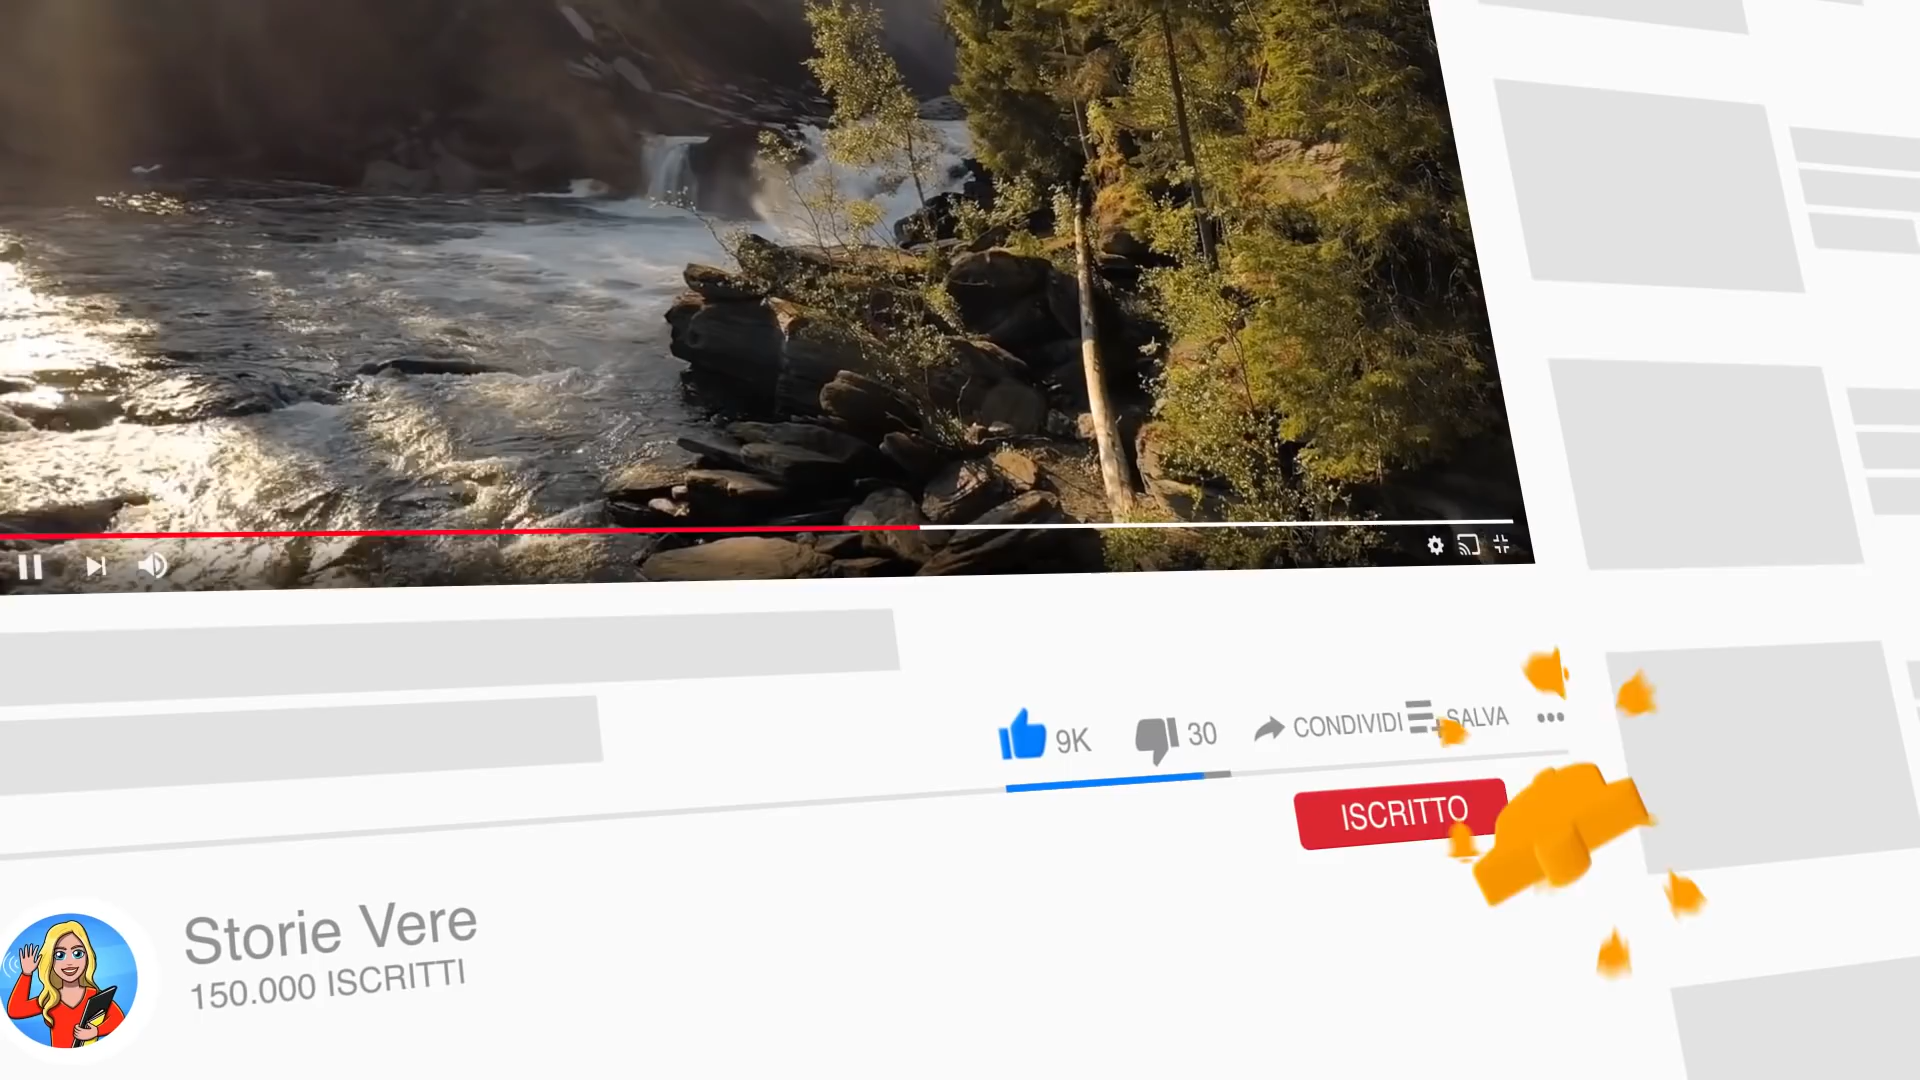 9K
30
CONDIVIDI
SALVA
ISCRITTO
Storie Vere
150.000 ISCRITTI